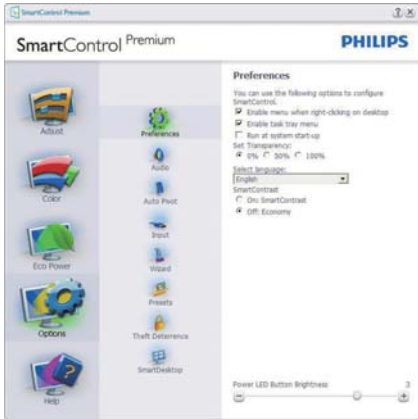 SmartControl Premium
SmartControl Premium
PHILIPS
Adjust
Color
Eco Power
Options
Help
Preferences
Audio
Auto Pivot
Input
Wizard
Presets
Theft Deterrence
SmartDesktop
Preferences
You can use the following options to configure
SmartControl.
Enable menu when right-clicking on desktop
Enable task tray menu
Run at system start-up
Set Transparency:
0% 50% 100%
Select language:
English
SmartContrast
On: SmartContrast
Off: Economy
Power LED Button Brightness 3